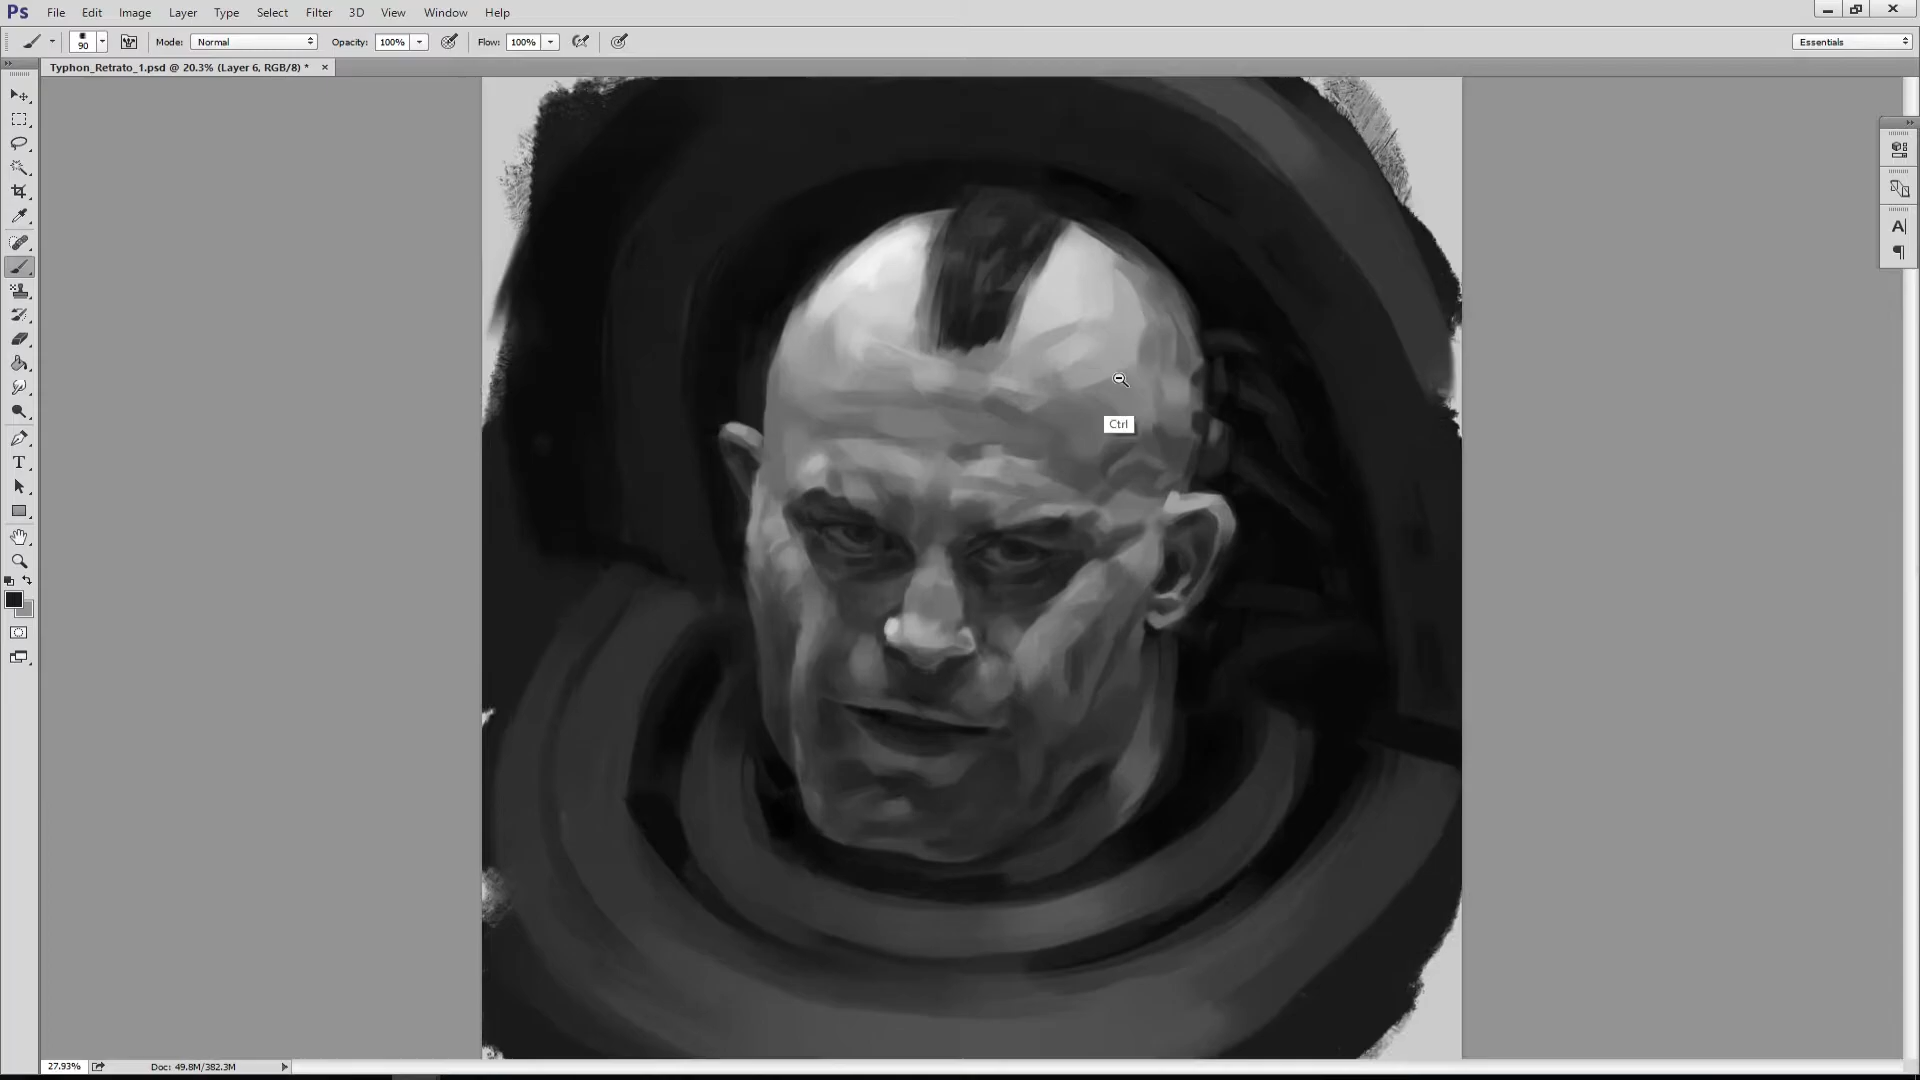 Ps File Edit Image Layer Type Select Filter 3D View Window Help
90 Mode: Normal Opacity: 100% Flow: 100% Essentials
Typhon_Retrato_1.psd @ 20.3% (Layer 6, RGB/8) * ×
A
T
Ctrl
27.93% Doc: 49.8M/382.3M